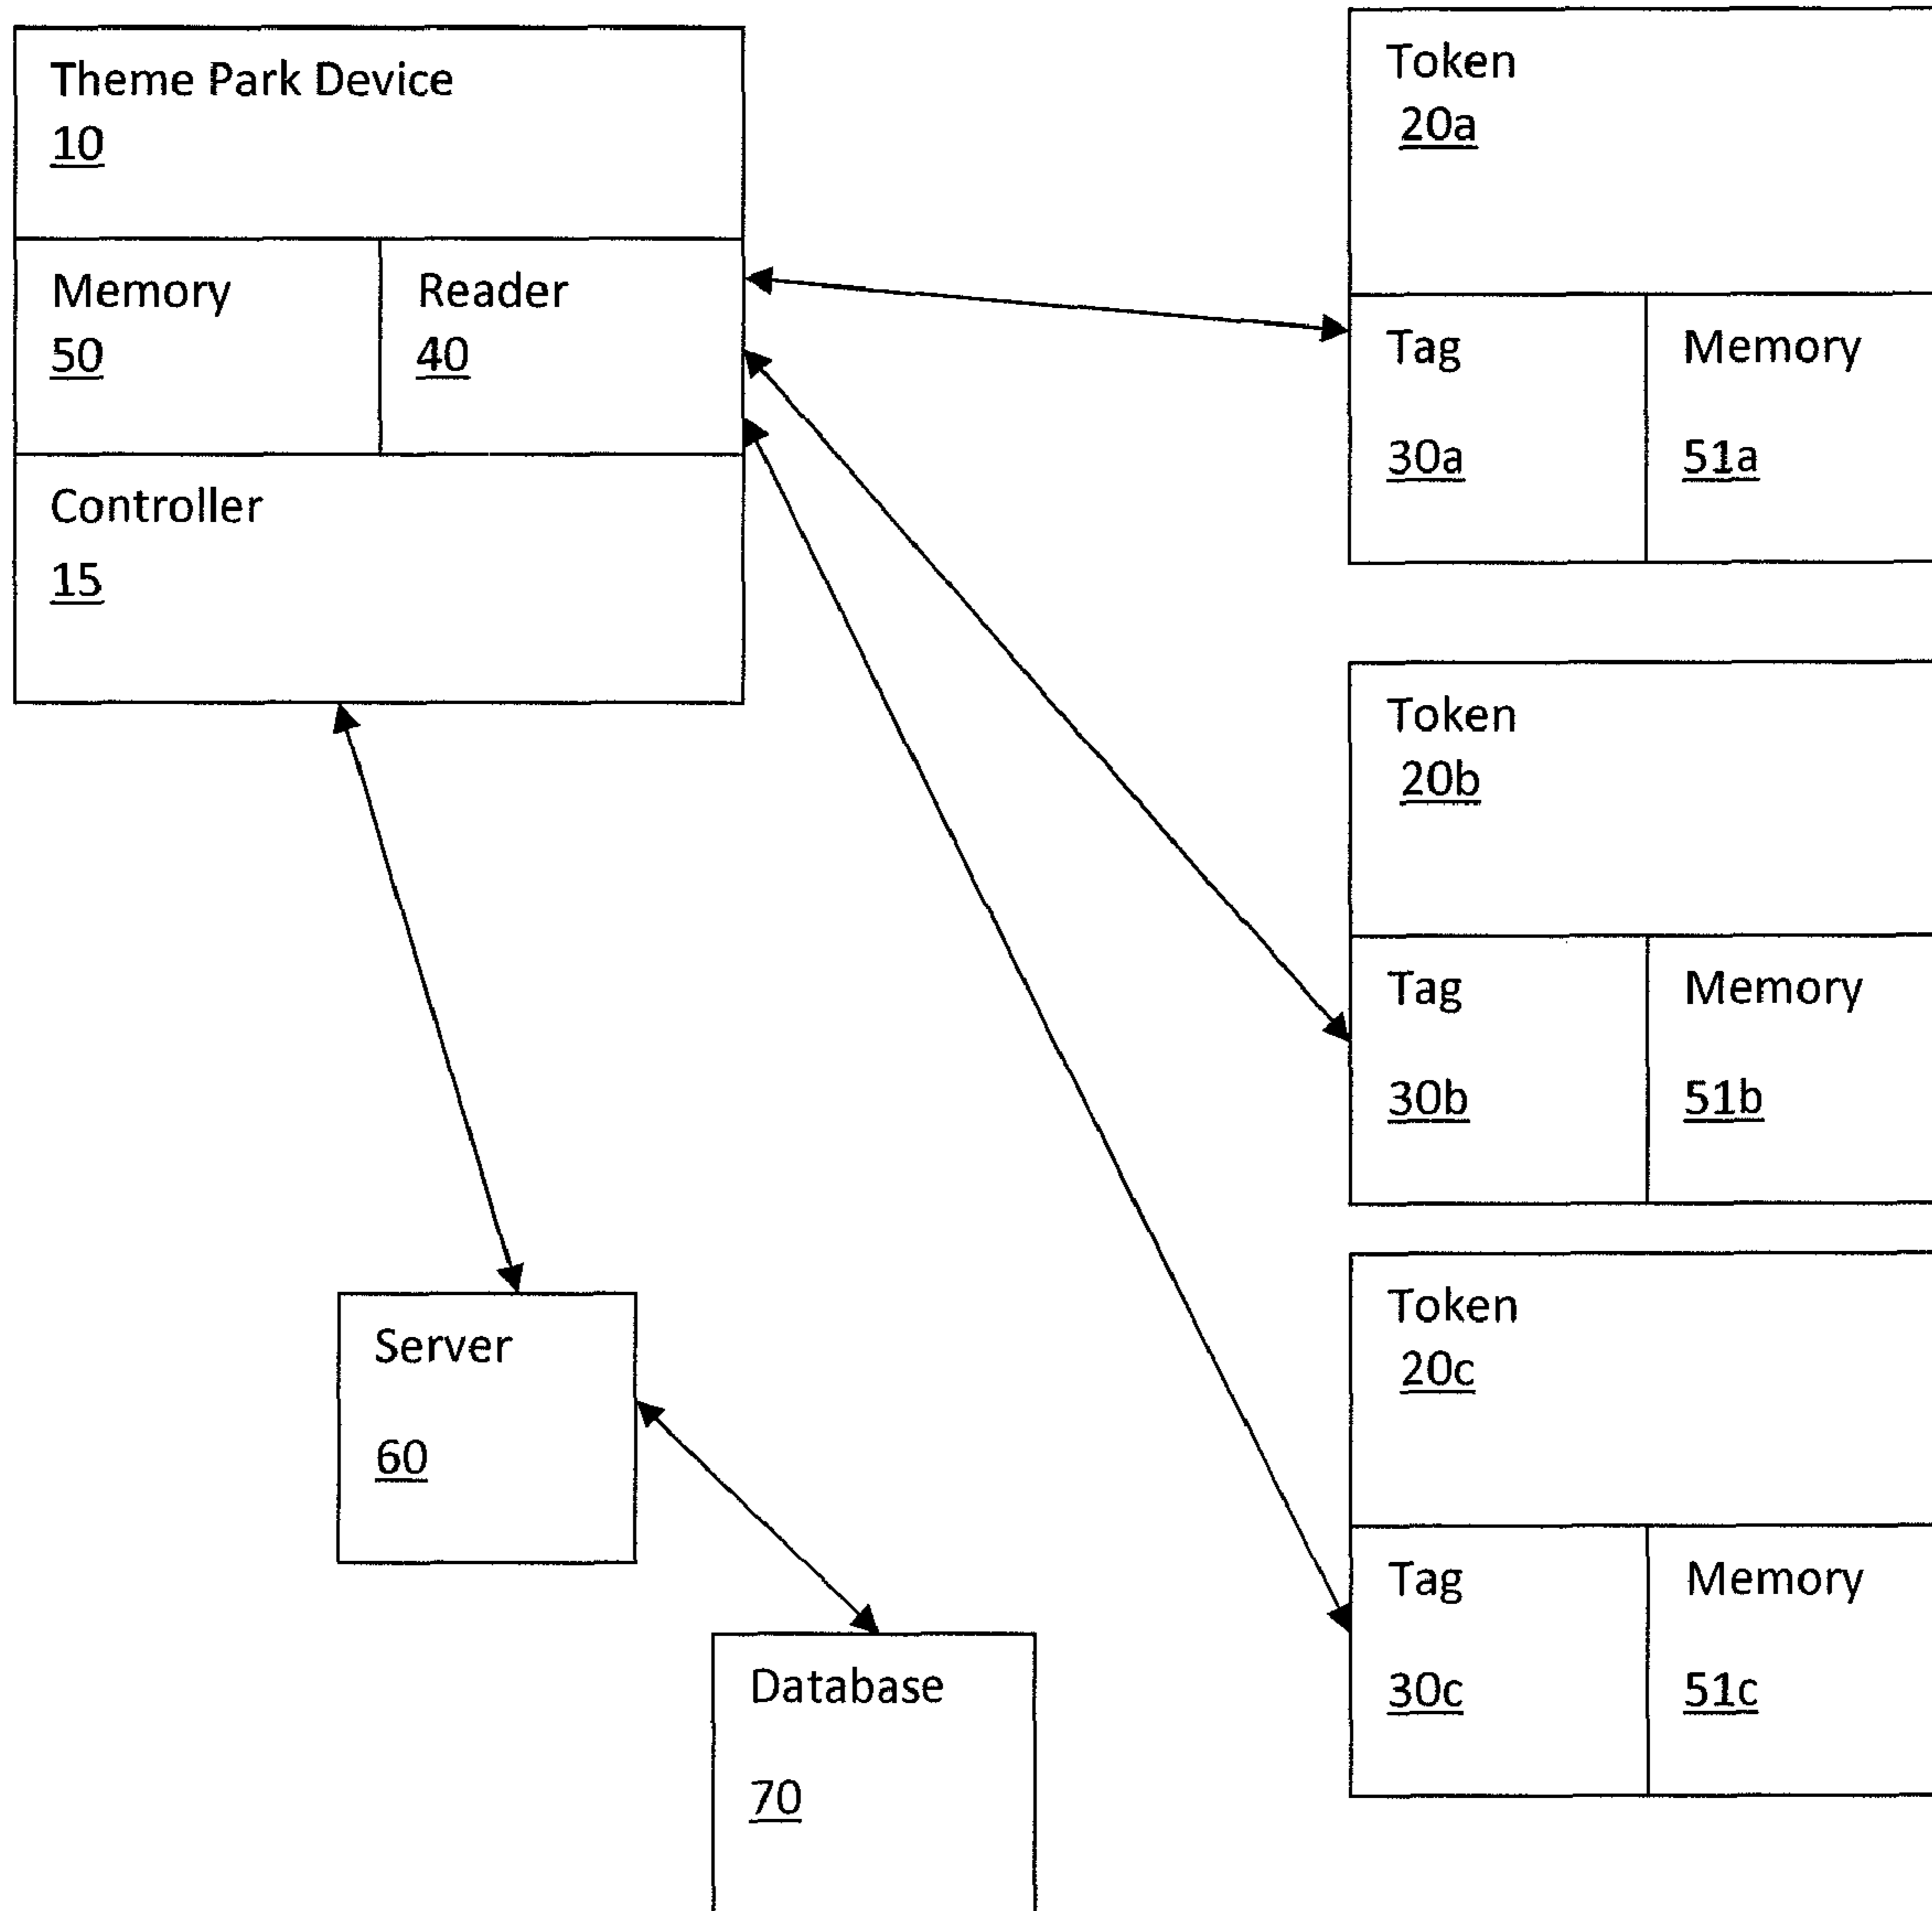 Theme Park Device
10
Memory
50
Reader
40
Controller
15
Token
20a
Tag
30a
Memory
51a
Token
20b
Tag
30b
Memory
51b
Token
20c
Tag
30c
Memory
51c
Server
60
Database
70